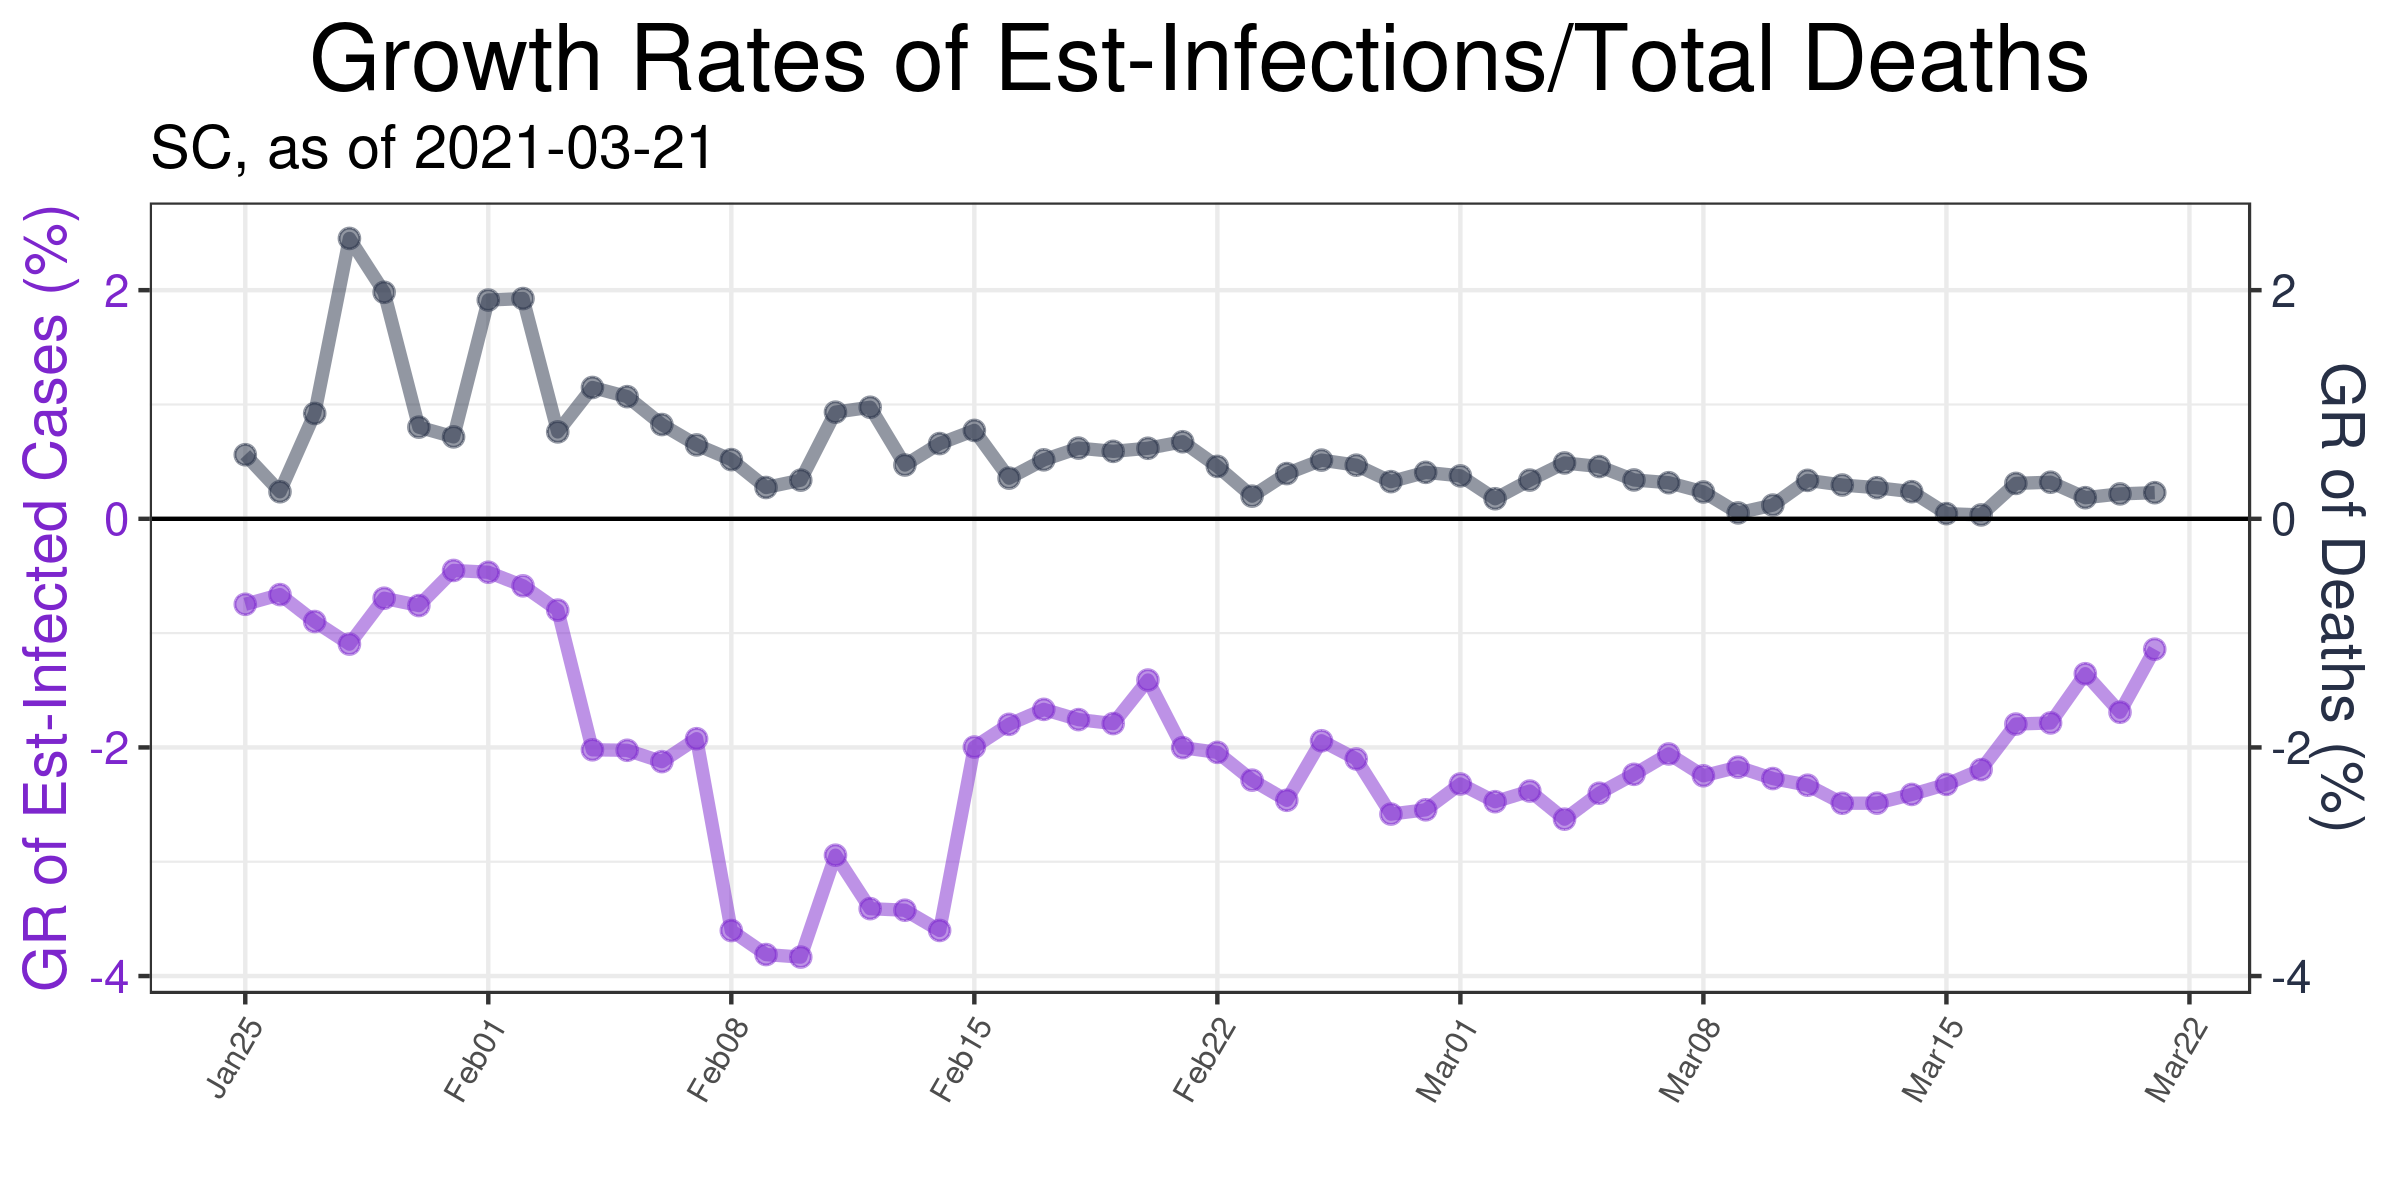 Growth Rates of Est-Infections/Total Deaths
SC, as of 2021-03-21
GR of Est-Infected Cases (%)
2
0
-2
-4
2
0
-2
-4
GR of Deaths (%)
Jan25
Feb01
Feb08
Feb15
Feb22
Mar01
Mar08
Mar15
Mar22